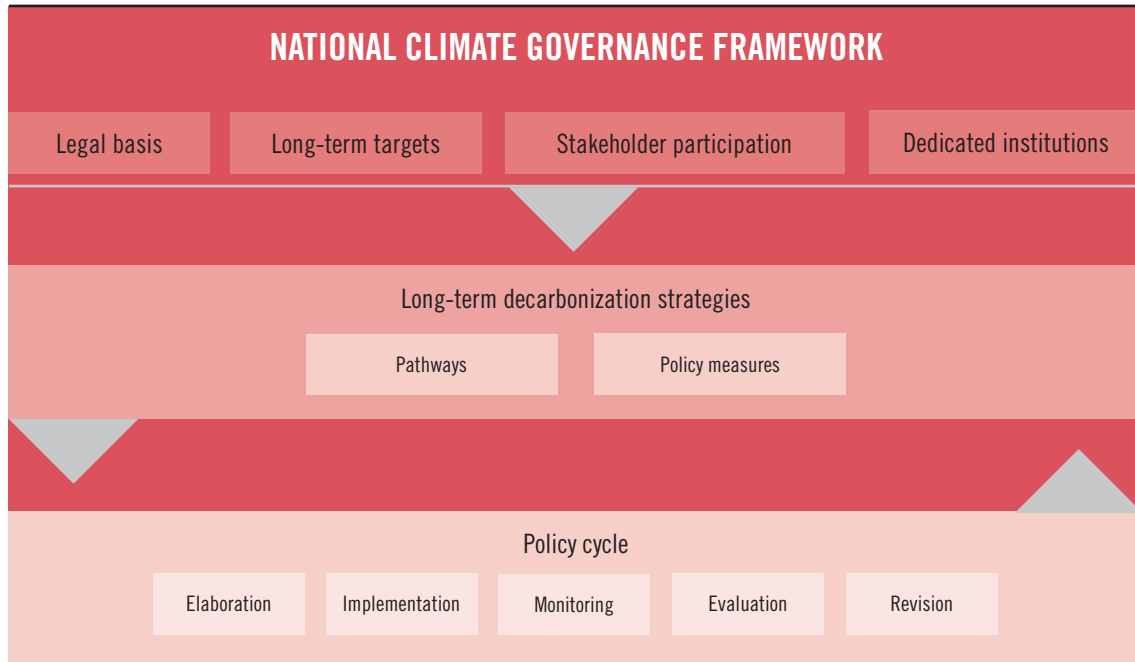 NATIONAL CLIMATE GOVERNANCE FRAMEWORK
Legal basis
Long-term targets
Stakeholder participation
Dedicated institutions
Long-term decarbonization strategies
Pathways
Policy measures
Policy cycle
Elaboration
Implementation
Monitoring
Evaluation
Revision